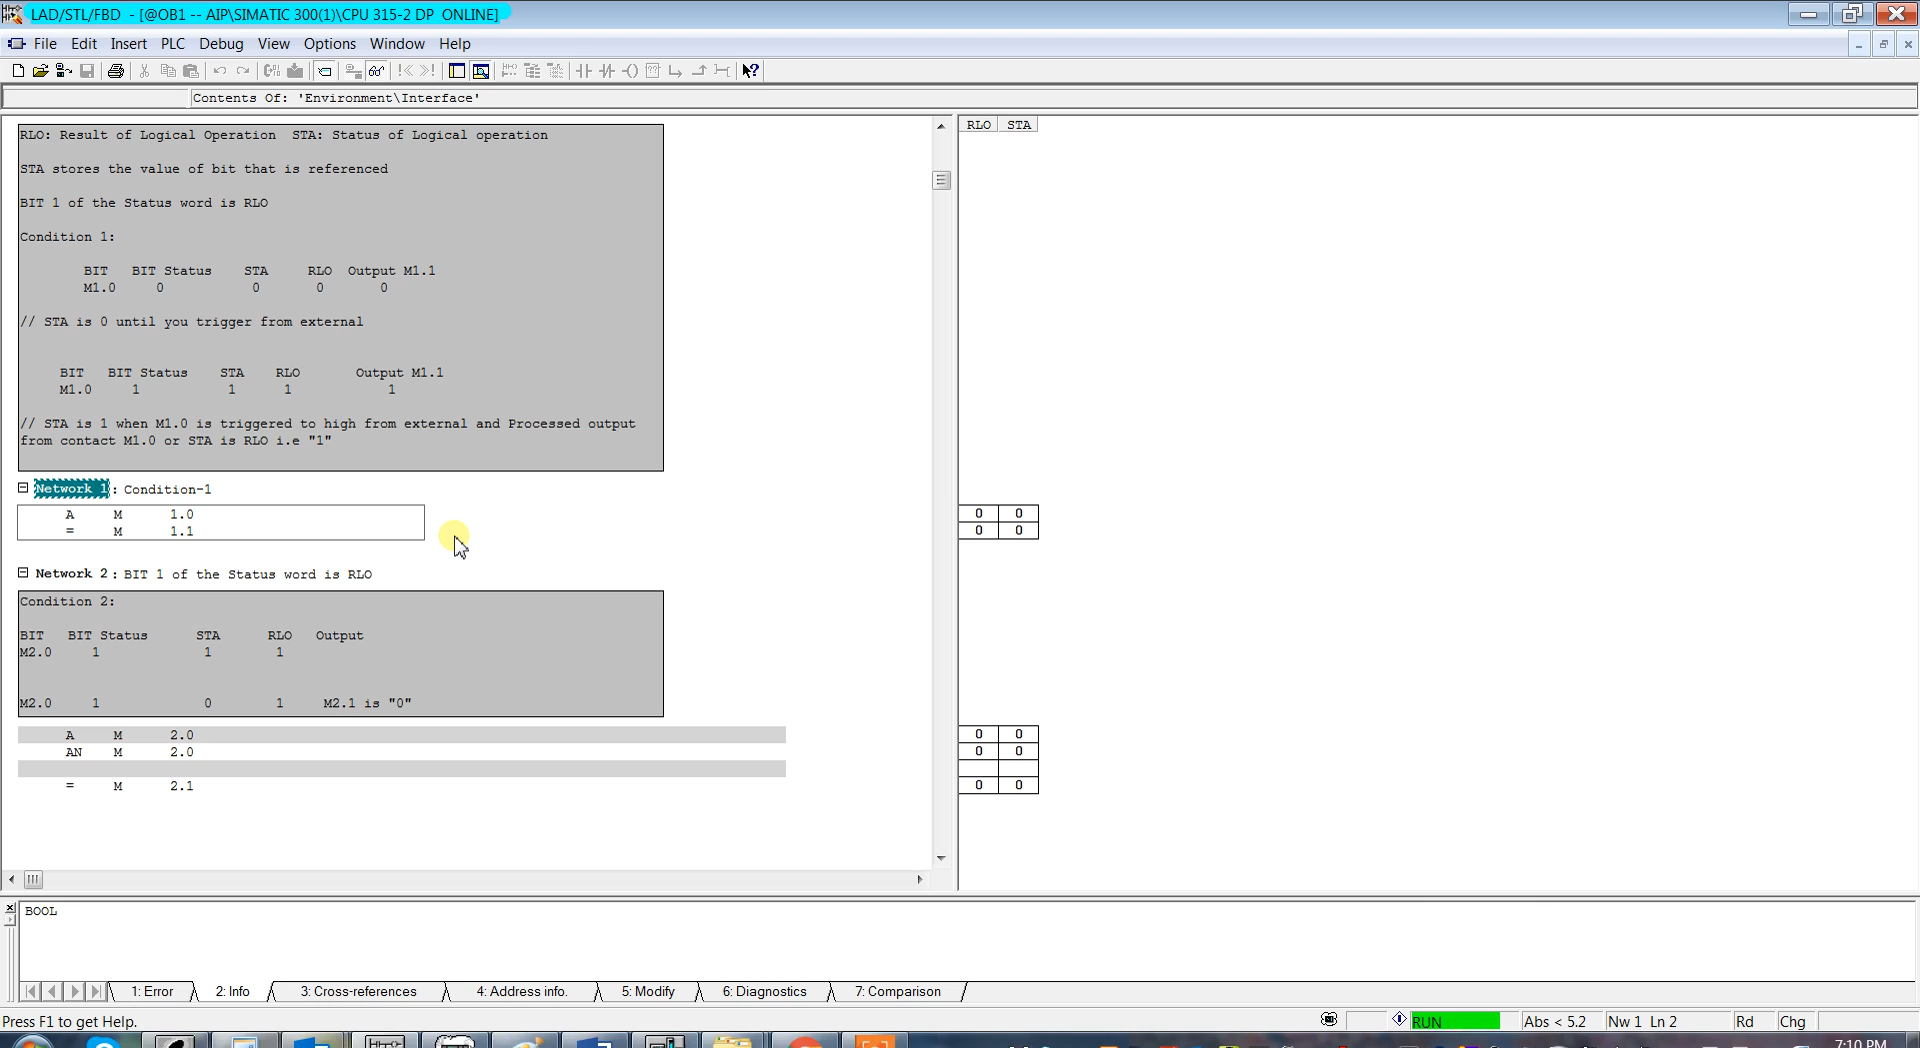 LAD/STL/FBD - [@OB1 -- AIP\SIMATIC 300(1)\CPU 315-2 DP ONLINE]
File Edit Insert PLC Debug View Options Window Help
Contents Of: 'Environment\Interface'
RLO STA
RLO: Result of Logical Operation STA: Status of Logical operation
STA stores the value of bit that is referenced
BIT 1 of the Status word is RLO
Condition 1:
BIT BIT Status STA RLO Output M1.1
M1.0 0 0 0 0
// STA is 0 until you trigger from external
BIT BIT Status STA RLO Output M1.1
M1.0 1 1 1 1
// STA is 1 when M1.0 is triggered to high from external and Processed output
from contact M1.0 or STA is RLO i.e "1"
Network 1: Condition-1
A M 1.0 0 0
= M 1.1 0 0
Network 2: BIT 1 of the Status word is RLO
Condition 2:
BIT BIT Status STA RLO Output
M2.0 1 1 1
M2.0 1 0 1 M2.1 is "0"
A M 2.0 0 0
AN M 2.0 0 0
= M 2.1 0 0
BOOL
1: Error 2: Info 3: Cross-references 4: Address info. 5: Modify 6: Diagnostics 7: Comparison
Press F1 to get Help. RUN Abs < 5.2 Nw 1 Ln 2 Rd Chg
7:10 PM